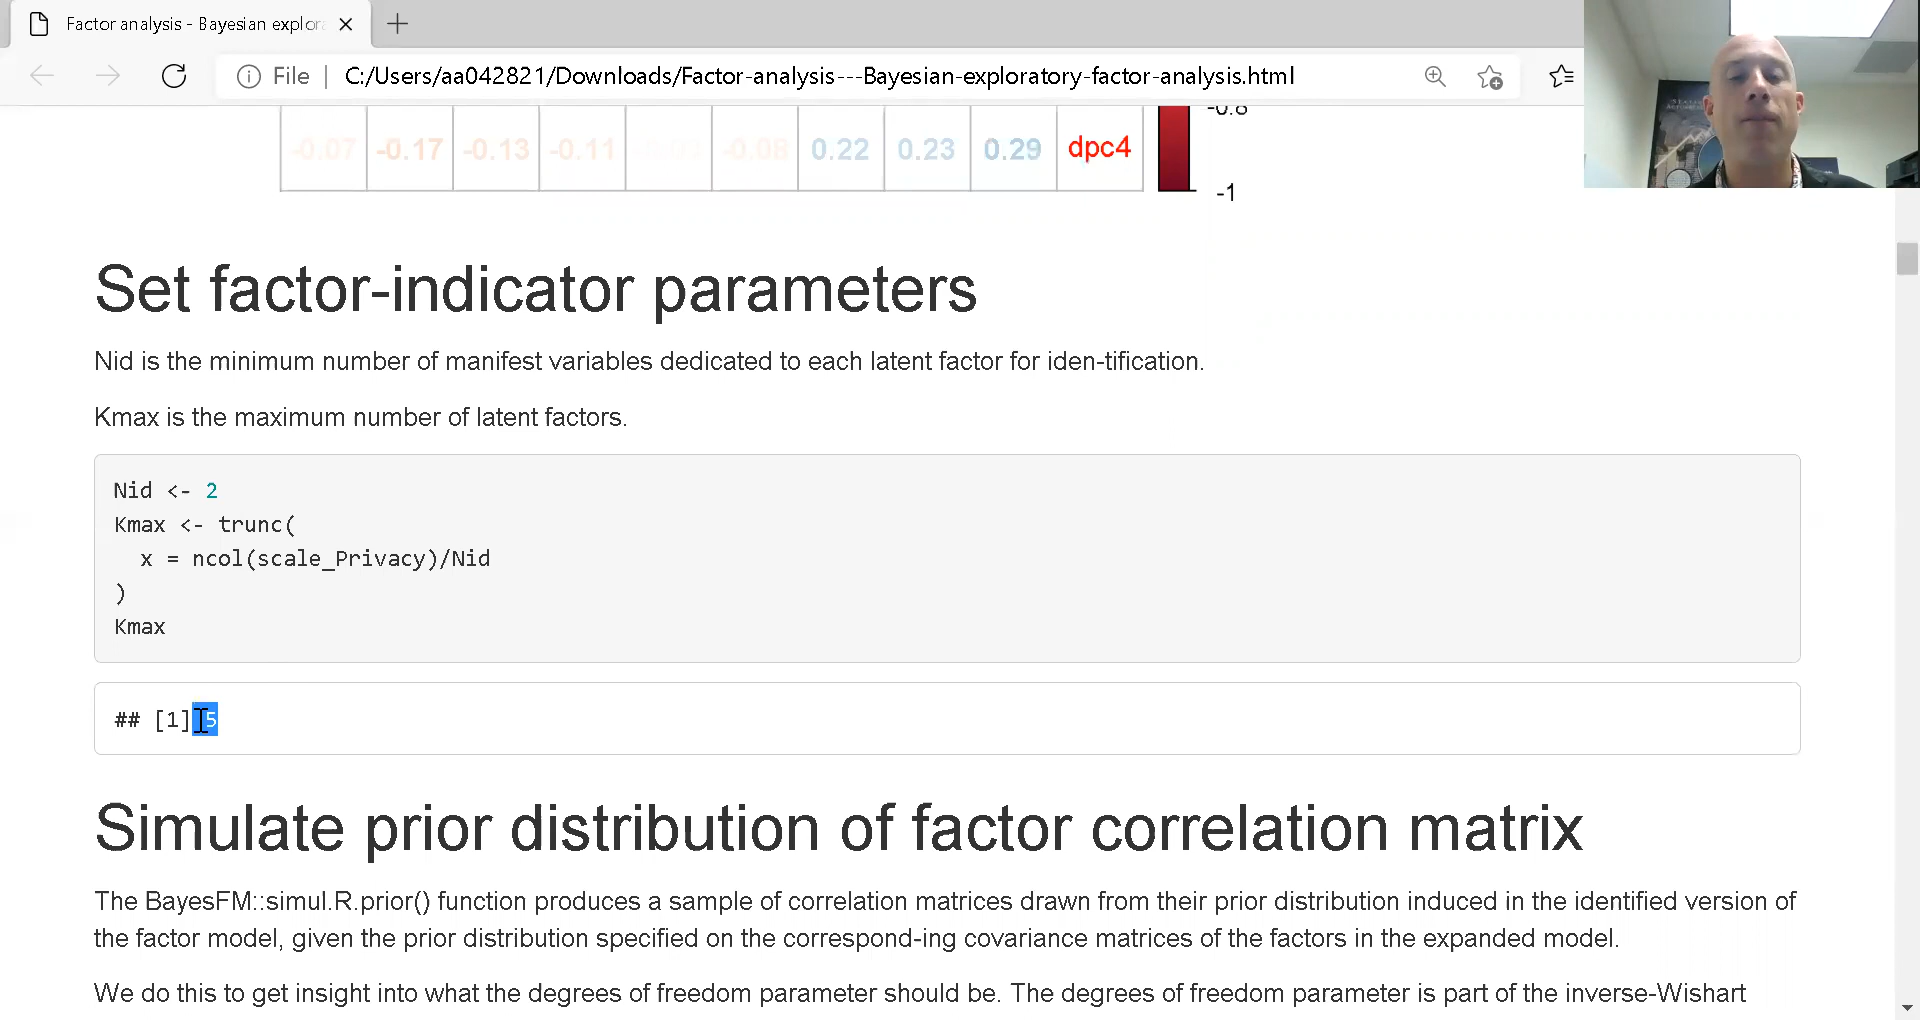 Factor analysis - Bayesian explora
File | C:/Users/aa042821/Downloads/Factor-analysis---Bayesian-exploratory-factor-analysis.html
-0.8
-0.07 -0.17 -0.13 -0.11 -0.08 0.22 0.23 0.29 dpc4
-1
Set factor-indicator parameters
Nid is the minimum number of manifest variables dedicated to each latent factor for iden-tification.
Kmax is the maximum number of latent factors.
Nid <- 2
Kmax <- trunc(
x = ncol(scale_Privacy)/Nid
)
Kmax
## [1] 5
Simulate prior distribution of factor correlation matrix
The BayesFM::simul.R.prior() function produces a sample of correlation matrices drawn from their prior distribution induced in the identified version of
the factor model, given the prior distribution specified on the correspond-ing covariance matrices of the factors in the expanded model.
We do this to get insight into what the degrees of freedom parameter should be. The degrees of freedom parameter is part of the inverse-Wishart